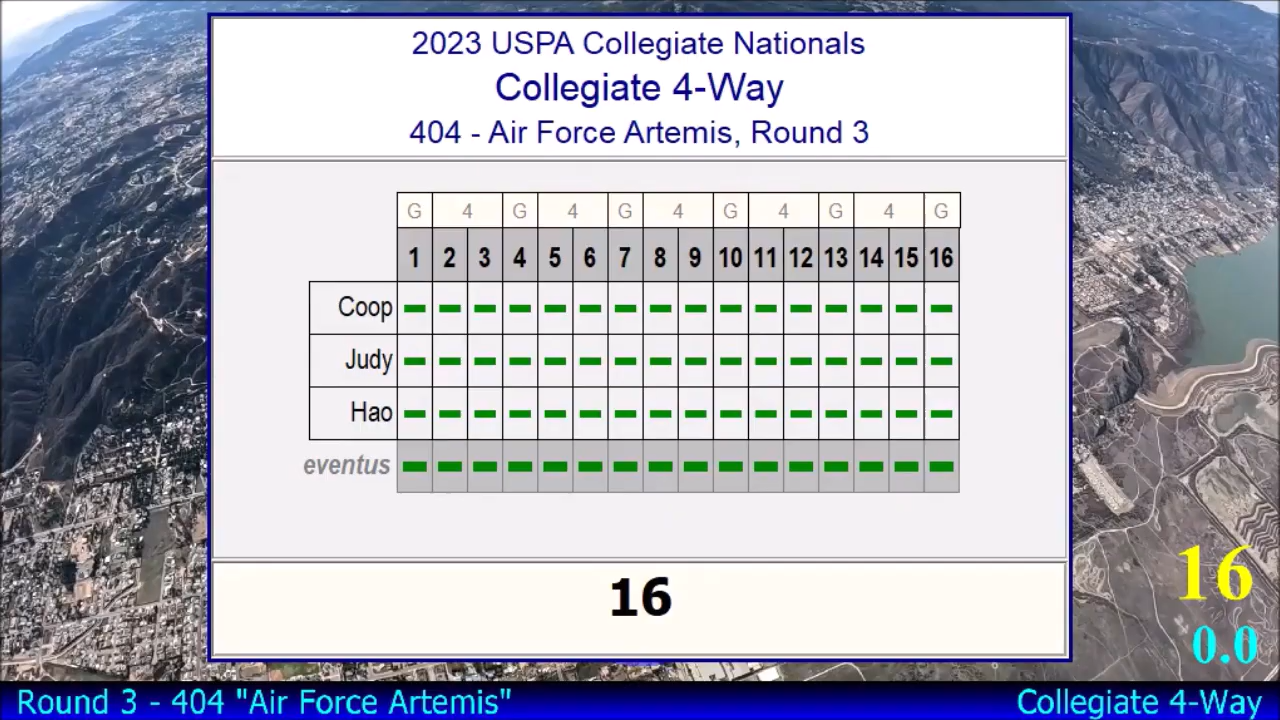 2023 USPA Collegiate Nationals
Collegiate 4-Way
404 - Air Force Artemis, Round 3
G 4 G 4 G 4 G 4 G 4 G
1 2 3 4 5 6 7 8 9 10 11 12 13 14 15 16
Coop
Judy
Hao
eventus
16
16
0.0
Round 3 - 404 "Air Force Artemis"
Collegiate 4-Way